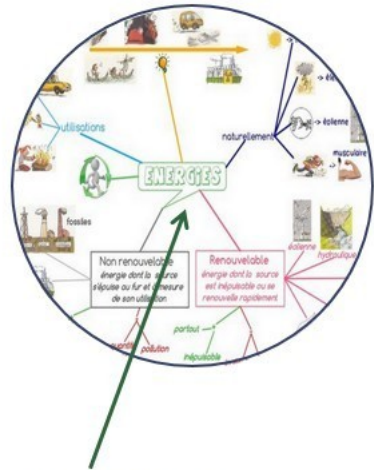 utilisations
naturellement
éolienne
musculaire
ENERGIES
fossiles
Non renouvelable
énergie dont la source
s'épuise au fur et à mesure
de son utilisation
Renouvelable
énergie dont la source
est inépuisable ou se
renouvelle rapidement
éolienne
hydraulique
pollution
partout
inépuisable